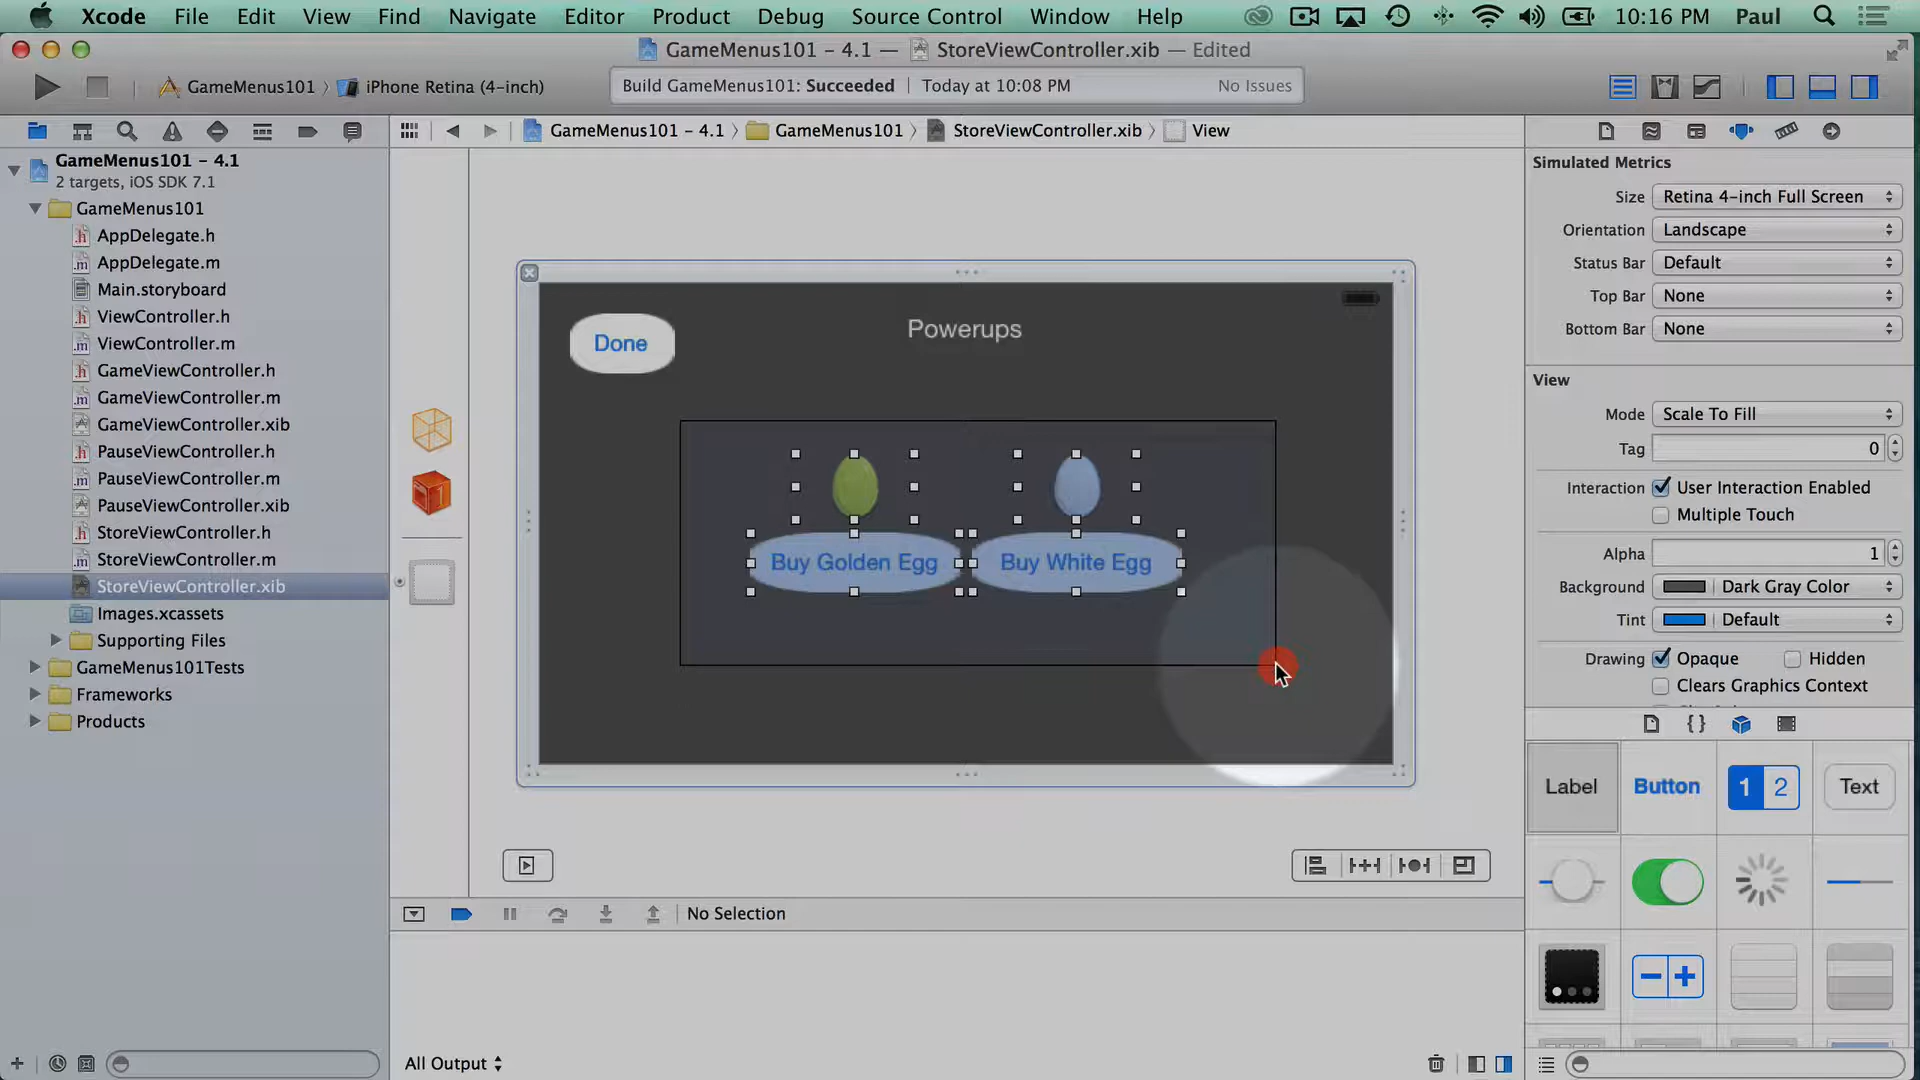 Xcode File Edit View Find Navigate Editor Product Debug Source Control Window Help 10:16 PM Paul
GameMenus101 - 4.1 — StoreViewController.xib — Edited
GameMenus101 〉 iPhone Retina (4-inch)
Build GameMenus101: Succeeded | Today at 10:08 PM No Issues
GameMenus101 - 4.1 〉 GameMenus101 〉 StoreViewController.xib 〉 View
GameMenus101 - 4.1
2 targets, iOS SDK 7.1
GameMenus101
AppDelegate.h
AppDelegate.m
Main.storyboard
ViewController.h
ViewController.m
GameViewController.h
GameViewController.m
GameViewController.xib
PauseViewController.h
PauseViewController.m
PauseViewController.xib
StoreViewController.h
StoreViewController.m
StoreViewController.xib
Images.xcassets
Supporting Files
GameMenus101Tests
Frameworks
Products
Done
Powerups
Buy Golden Egg
Buy White Egg
No Selection
All Output
Simulated Metrics
Size Retina 4-inch Full Screen
Orientation Landscape
Status Bar Default
Top Bar None
Bottom Bar None
View
Mode Scale To Fill
Tag 0
Interaction User Interaction Enabled
Multiple Touch
Alpha 1
Background Dark Gray Color
Tint Default
Drawing Opaque Hidden
Clears Graphics Context
Label Button 1 2 Text